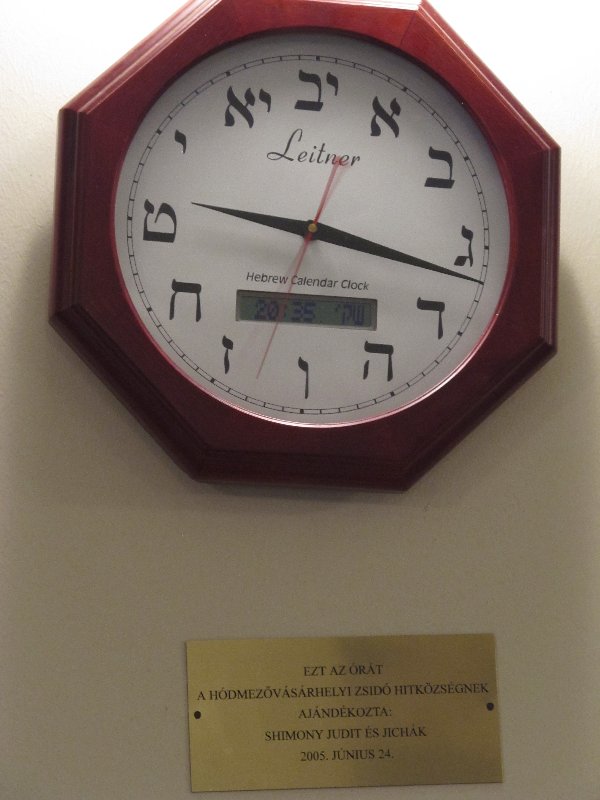 יב
יא
א
י
ב
ט
ג
ח
ד
ז
ה
ו
Leitner
Hebrew Calendar Clock
20:35
EZT AZ ÓRÁT
A HÓDMEZŐVÁSÁRHELYI ZSIDÓ HITKÖZSÉGNEK
AJÁNDÉKOZTA:
SHIMONY JUDIT ÉS JICHÁK
2005. JÚNIUS 24.